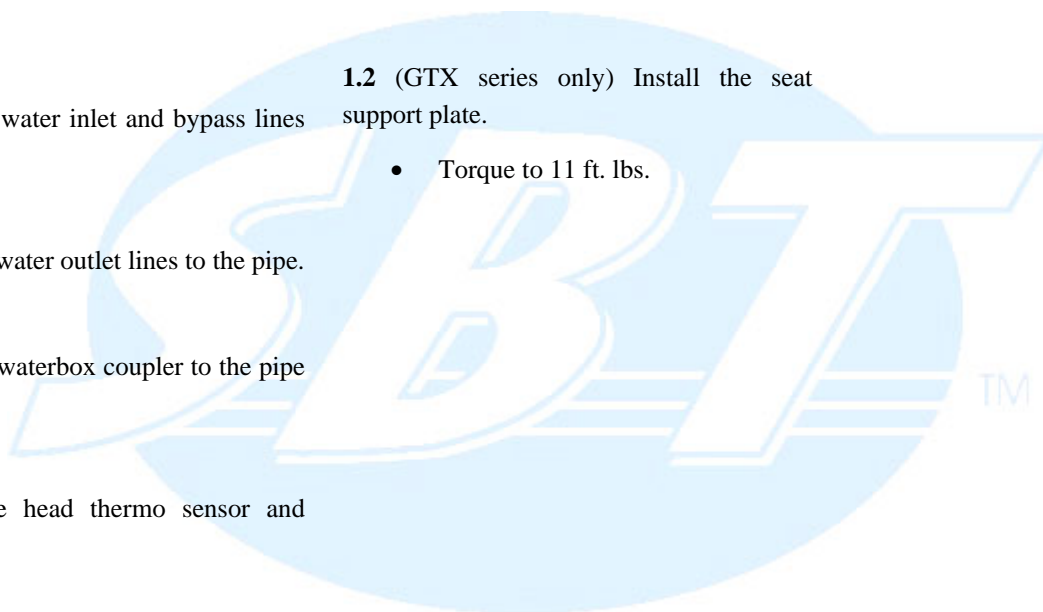 water inlet and bypass lines
water outlet lines to the pipe.
waterbox coupler to the pipe
head thermo sensor and
1.2 (GTX series only) Install the seat
support plate.
• Torque to 11 ft. lbs.
SBT
TM